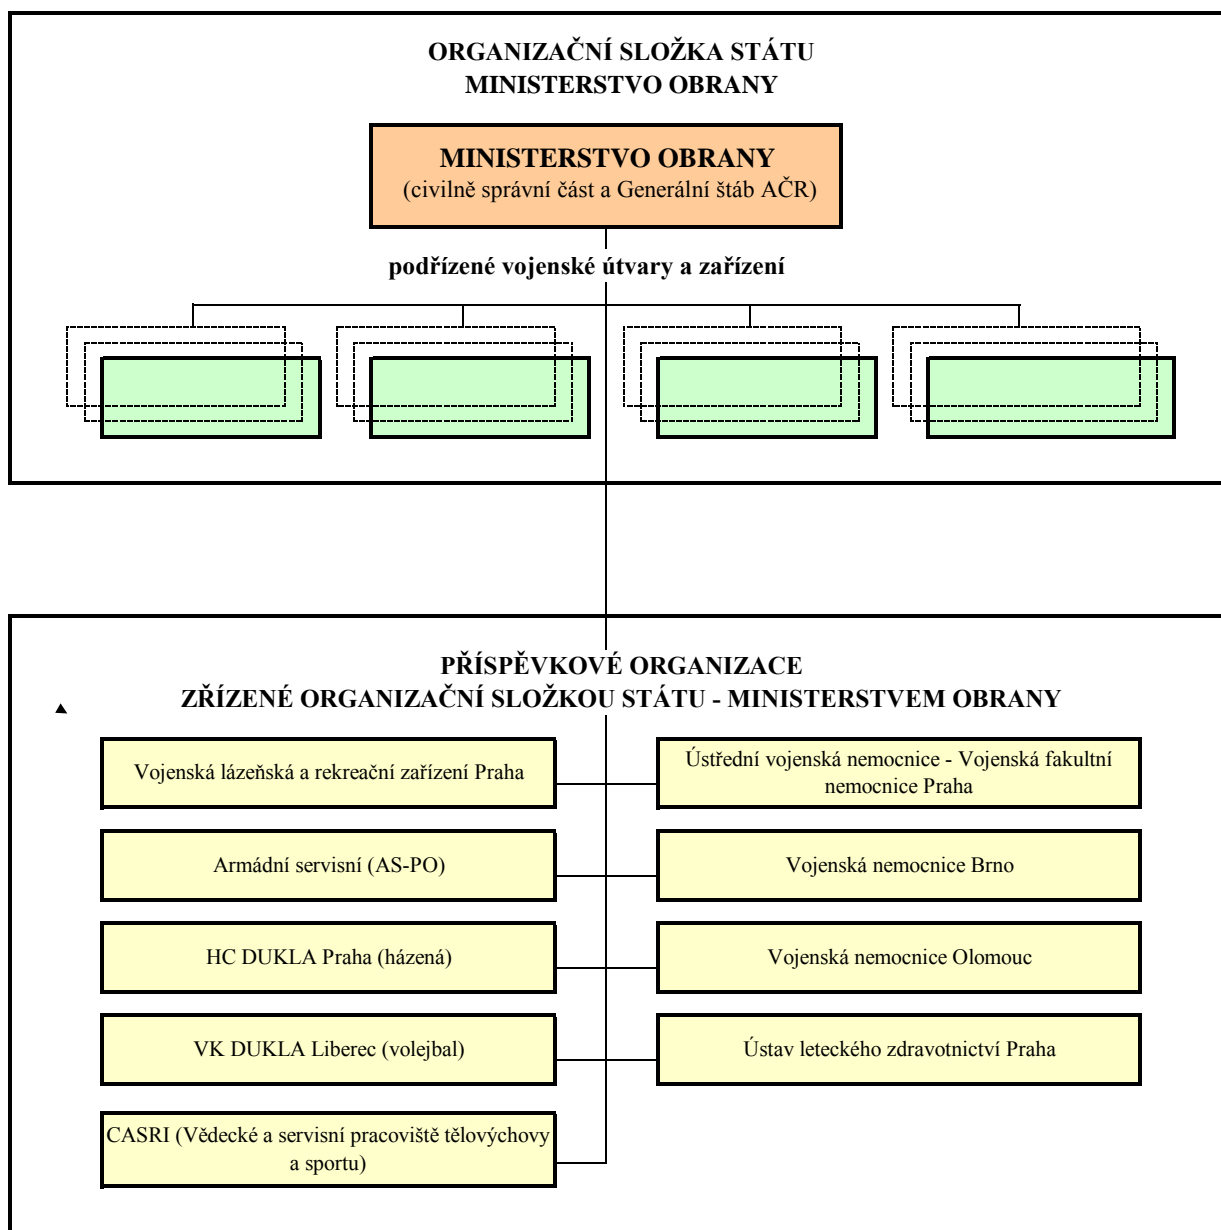 ORGANIZAČNÍ SLOŽKA STÁTU
MINISTERSTVO OBRANY
MINISTERSTVO OBRANY
(civilně správní část a Generální štáb AČR)
podřízené vojenské útvary a zařízení
PŘÍSPĚVKOVÉ ORGANIZACE
ZŘÍZENÉ ORGANIZAČNÍ SLOŽKOU STÁTU - MINISTERSTVEM OBRANY
Vojenská lázeňská a rekreační zařízení Praha
Ústřední vojenská nemocnice - Vojenská fakultní
nemocnice Praha
Armádní servisní (AS-PO)
Vojenská nemocnice Brno
HC DUKLA Praha (házená)
Vojenská nemocnice Olomouc
VK DUKLA Liberec (volejbal)
Ústav leteckého zdravotnictví Praha
CASRI (Vědecké a servisní pracoviště tělovýchovy
a sportu)